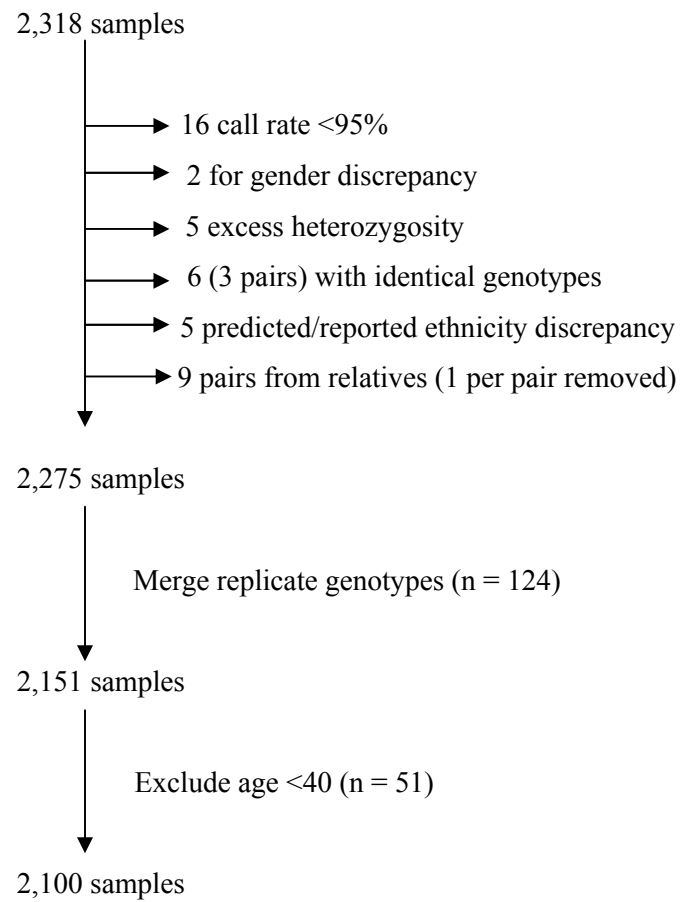 2,318 samples
16 call rate <95%
2 for gender discrepancy
5 excess heterozygosity
6 (3 pairs) with identical genotypes
5 predicted/reported ethnicity discrepancy
9 pairs from relatives (1 per pair removed)
2,275 samples
Merge replicate genotypes (n = 124)
2,151 samples
Exclude age <40 (n = 51)
2,100 samples